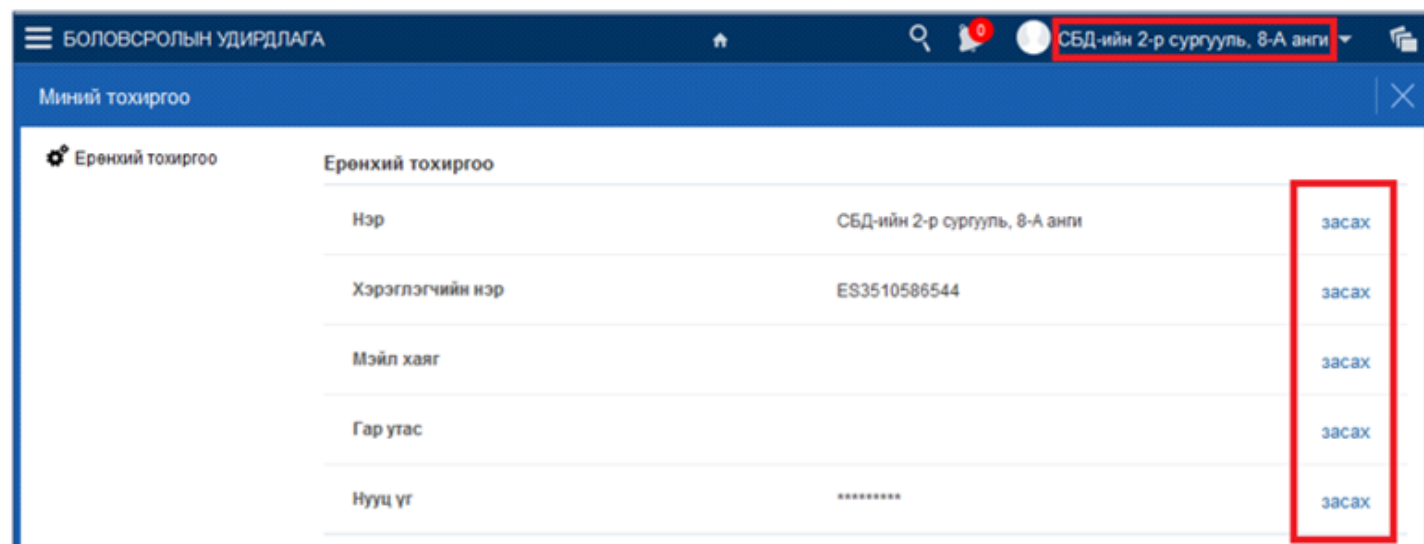 БОЛОВСРОЛЫН УДИРДЛАГА 0 СБД-ийн 2-р сургууль, 8-А анги
Миний тохиргоо
Ерөнхий тохиргоо
Ерөнхий тохиргоо
Нэр СБД-ийн 2-р сургууль, 8-А анги засах
Хэрэглэгчийн нэр ES3510586544 засах
Мэйл хаяг засах
Гар утас засах
Нууц үг ********* засах